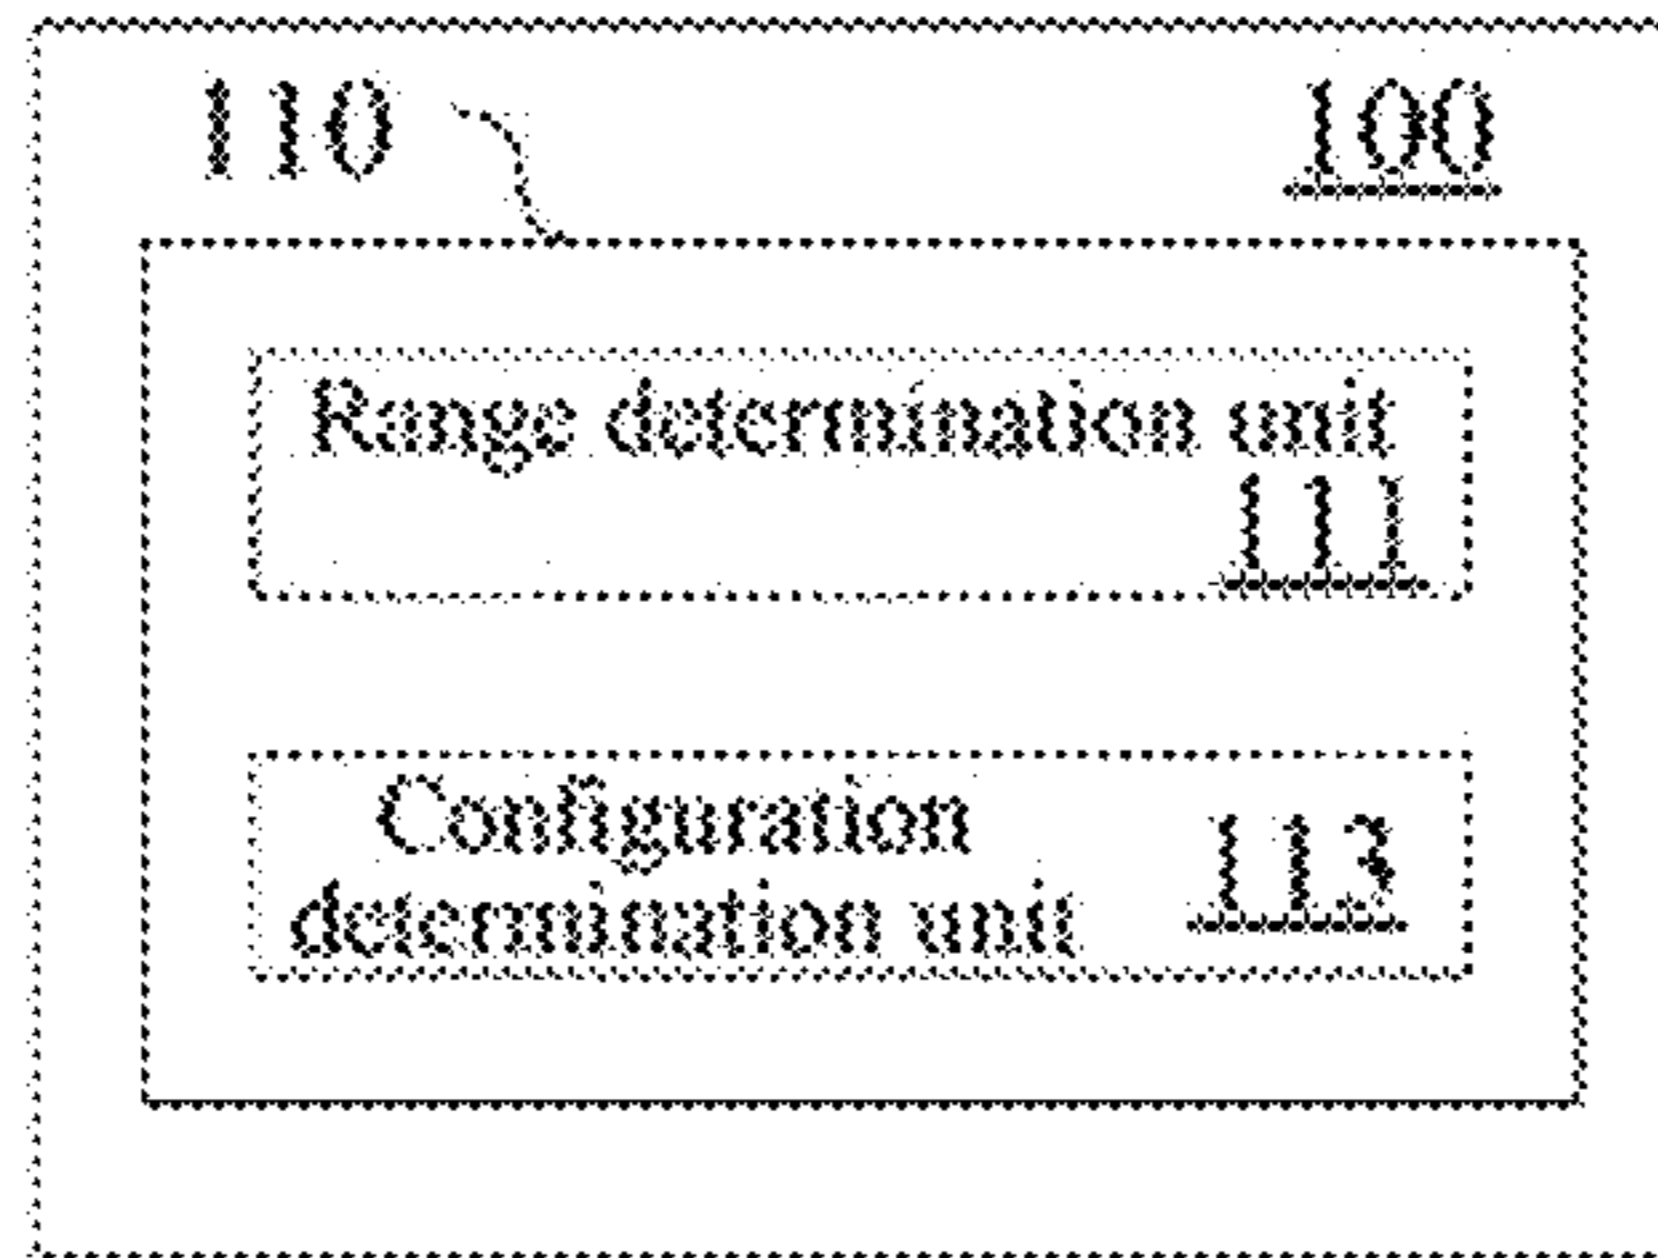 110 100
Range determination unit
111
Configuration
determination unit 113